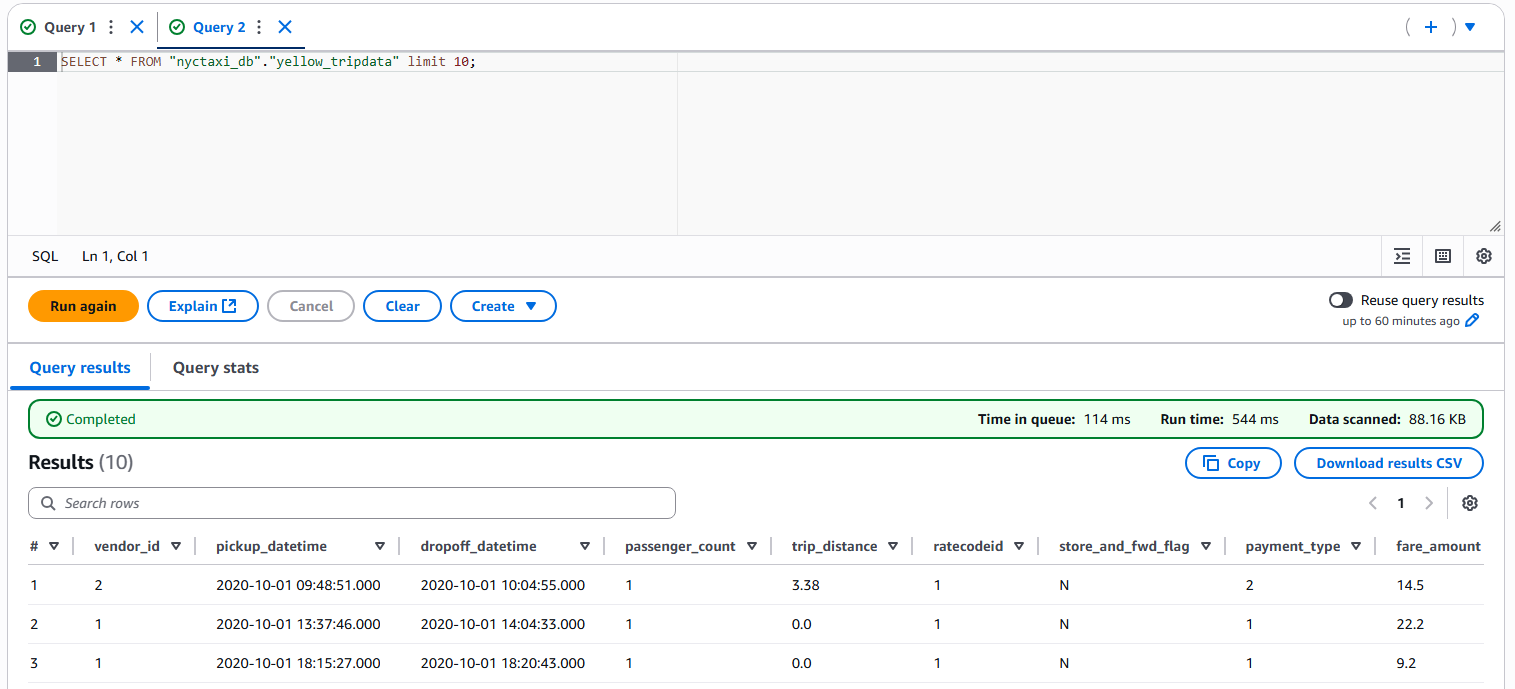 Query 1 Query 2
1 SELECT * FROM "nyctaxi_db"."yellow_tripdata" limit 10;
SQL Ln 1, Col 1
Run again Explain Cancel Clear Create Reuse query results
up to 60 minutes ago
Query results Query stats
Completed Time in queue: 114 ms Run time: 544 ms Data scanned: 88.16 KB
Results (10) Copy Download results CSV
Search rows 1
# vendor_id pickup_datetime dropoff_datetime passenger_count trip_distance ratecodeid store_and_fwd_flag payment_type fare_amount
1 2 2020-10-01 09:48:51.000 2020-10-01 10:04:55.000 1 3.38 1 N 2 14.5
2 1 2020-10-01 13:37:46.000 2020-10-01 14:04:33.000 1 0.0 1 N 1 22.2
3 1 2020-10-01 18:15:27.000 2020-10-01 18:20:43.000 1 0.0 1 N 1 9.2